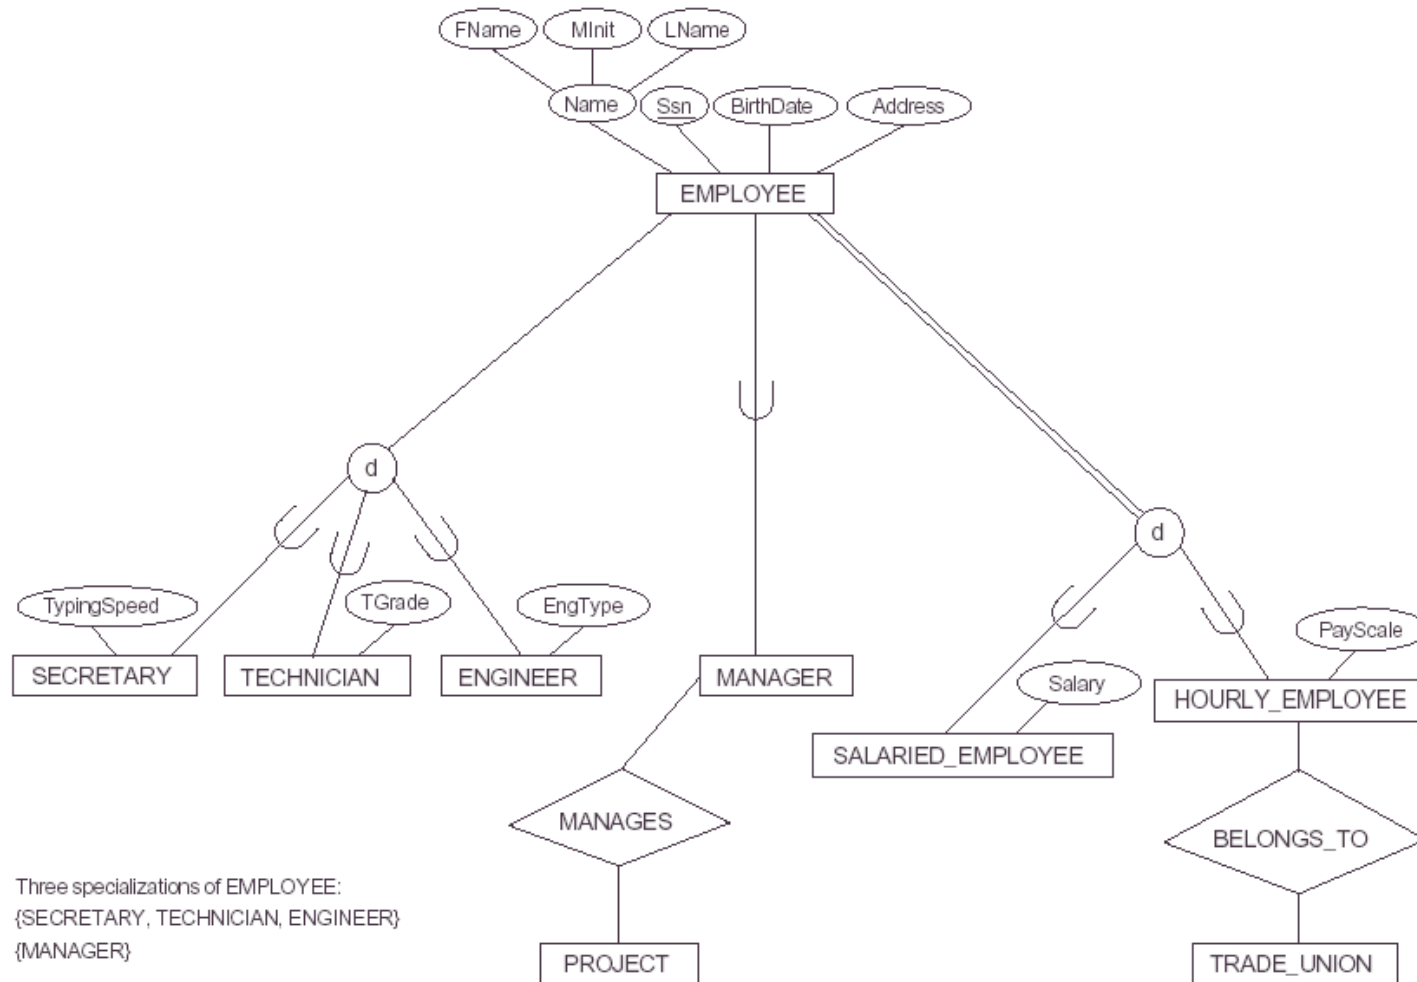 FName MInit LName
Name Ssn BirthDate Address
EMPLOYEE
d
d
TypingSpeed TGrade EngType
PayScale
SECRETARY TECHNICIAN ENGINEER MANAGER
Salary
HOURLY_EMPLOYEE
SALARIED_EMPLOYEE
MANAGES
BELONGS_TO
Three specializations of EMPLOYEE:
{SECRETARY, TECHNICIAN, ENGINEER}
{MANAGER}
PROJECT
TRADE_UNION